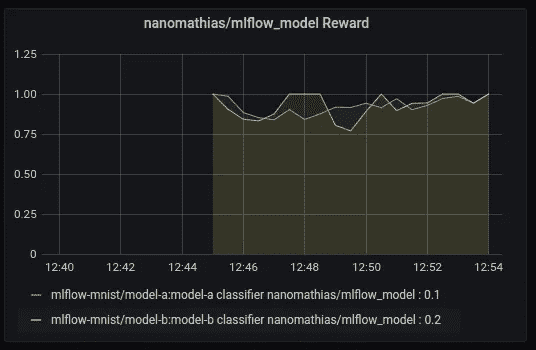 nanomathias/mlflow_model Reward
1.25
1.00
0.75
0.50
0.25
0
12:40 12:42 12:44 12:46 12:48 12:50 12:52 12:54
mlflow-mnist/model-a:model-a classifier nanomathias/mlflow_model : 0.1
mlflow-mnist/model-b:model-b classifier nanomathias/mlflow_model : 0.2